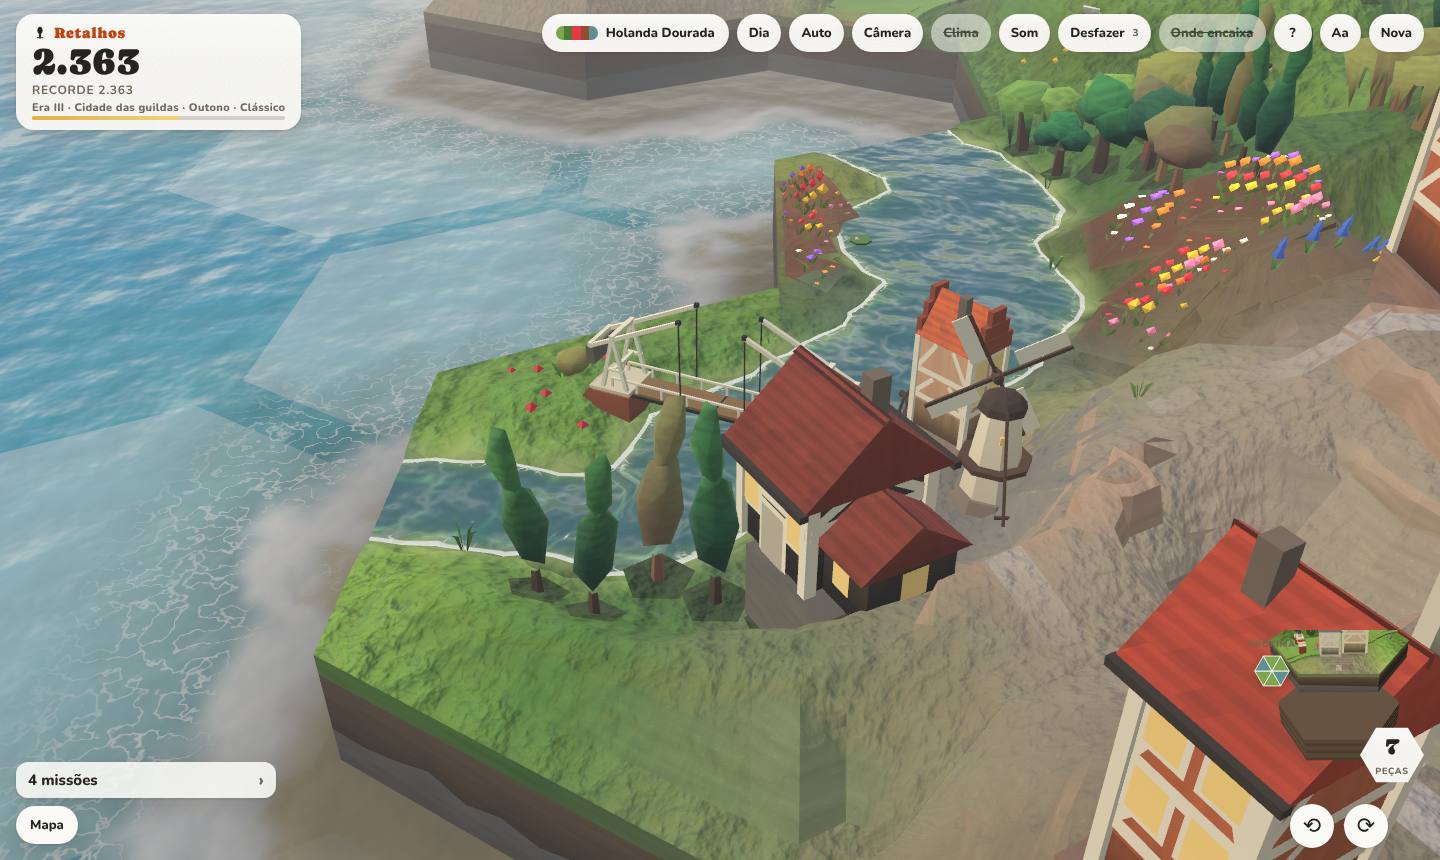 Retalhos
2.363
RECORDE 2.363
Era III · Cidade das guildas · Outono · Clássico
Holanda Dourada
Dia
Auto
Câmera
Clima
Som
Desfazer 3
Onde encaixa
?
Aa
Nova
4 missões ›
Mapa
7
PEÇAS